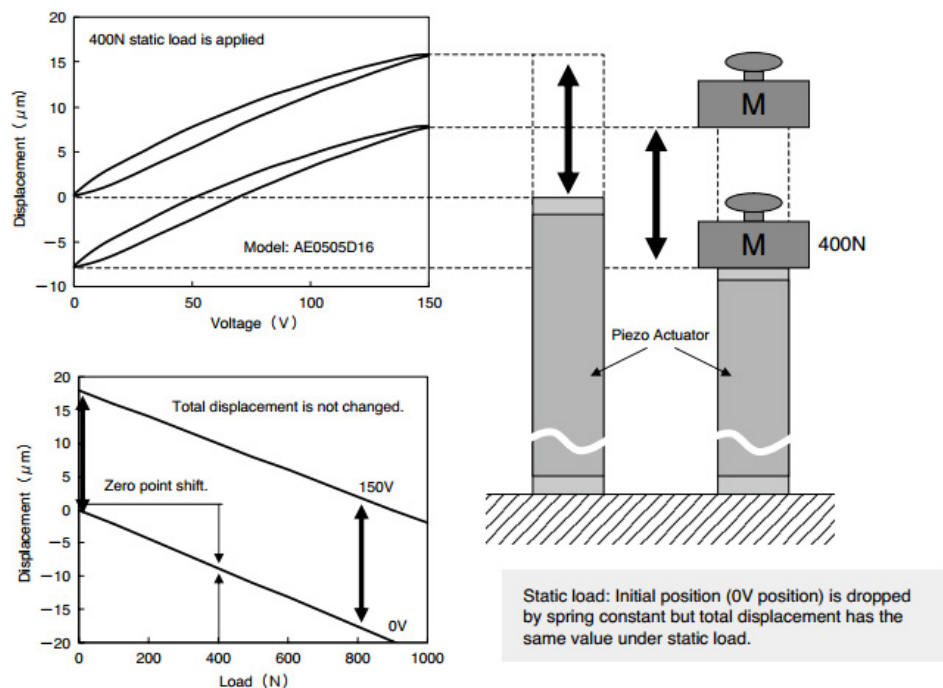 20
15
10
5
0
−5
−10
Displacement (μm)
400N static load is applied
Model: AE0505D16
0
50
100
150
Voltage (V)
M
M
400N
Piezo Actuator
20
15
10
5
0
−5
−10
−15
−20
Displacement (μm)
Total displacement is not changed.
Zero point shift.
150V
0V
0
200
400
600
800
1000
Load (N)
Static load: Initial position (0V position) is dropped
by spring constant but total displacement has the
same value under static load.